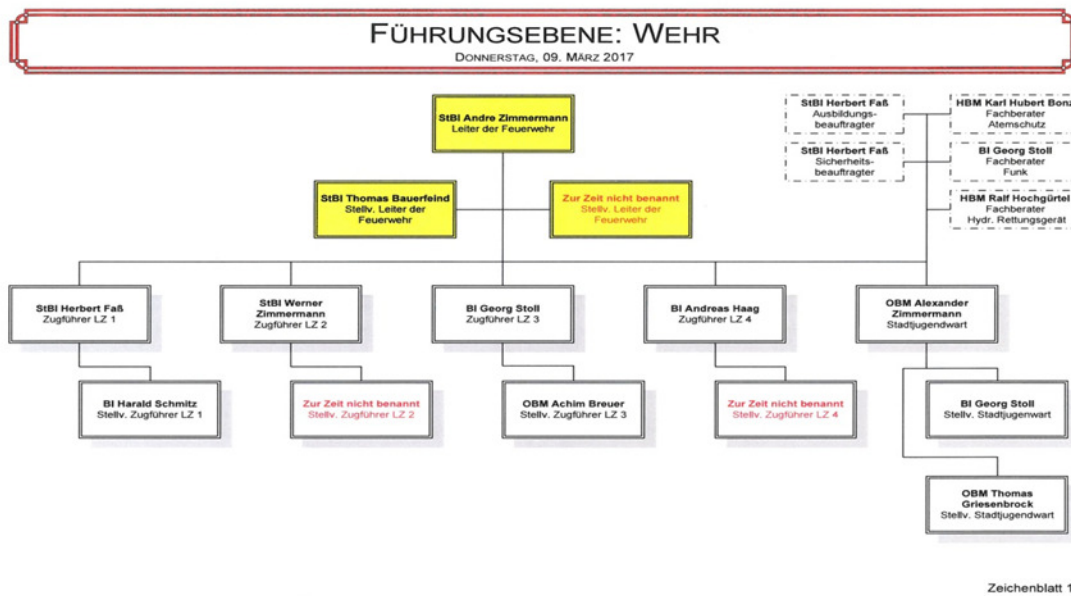 FÜHRUNGSEBENE: WEHR
DONNERSTAG, 09. MÄRZ 2017
StBI Andre Zimmermann
Leiter der Feuerwehr
StBI Herbert Faß
Ausbildungs-
beauftragter
HBM Karl Hubert Bonz
Fachberater
Atemschutz
StBI Herbert Faß
Sicherheits-
beauftragter
BI Georg Stoll
Fachberater
Funk
StBI Thomas Bauerfeind
Stellv. Leiter der
Feuerwehr
Zur Zeit nicht benannt
Stellv. Leiter der
Feuerwehr
HBM Ralf Hochgürtel
Fachberater
Hydr. Rettungsgerät
StBI Herbert Faß
Zugführer LZ 1
StBI Werner
Zimmermann
Zugführer LZ 2
BI Georg Stoll
Zugführer LZ 3
BI Andreas Haag
Zugführer LZ 4
OBM Alexander
Zimmermann
Stadtjugendwart
BI Harald Schmitz
Stellv. Zugführer LZ 1
Zur Zeit nicht benannt
Stellv. Zugführer LZ 2
OBM Achim Breuer
Stellv. Zugführer LZ 3
Zur Zeit nicht benannt
Stellv. Zugführer LZ 4
BI Georg Stoll
Stellv. Stadtjugenwart
OBM Thomas
Griesenbrock
Stellv. Stadtjugendwart
Zeichenblatt 1